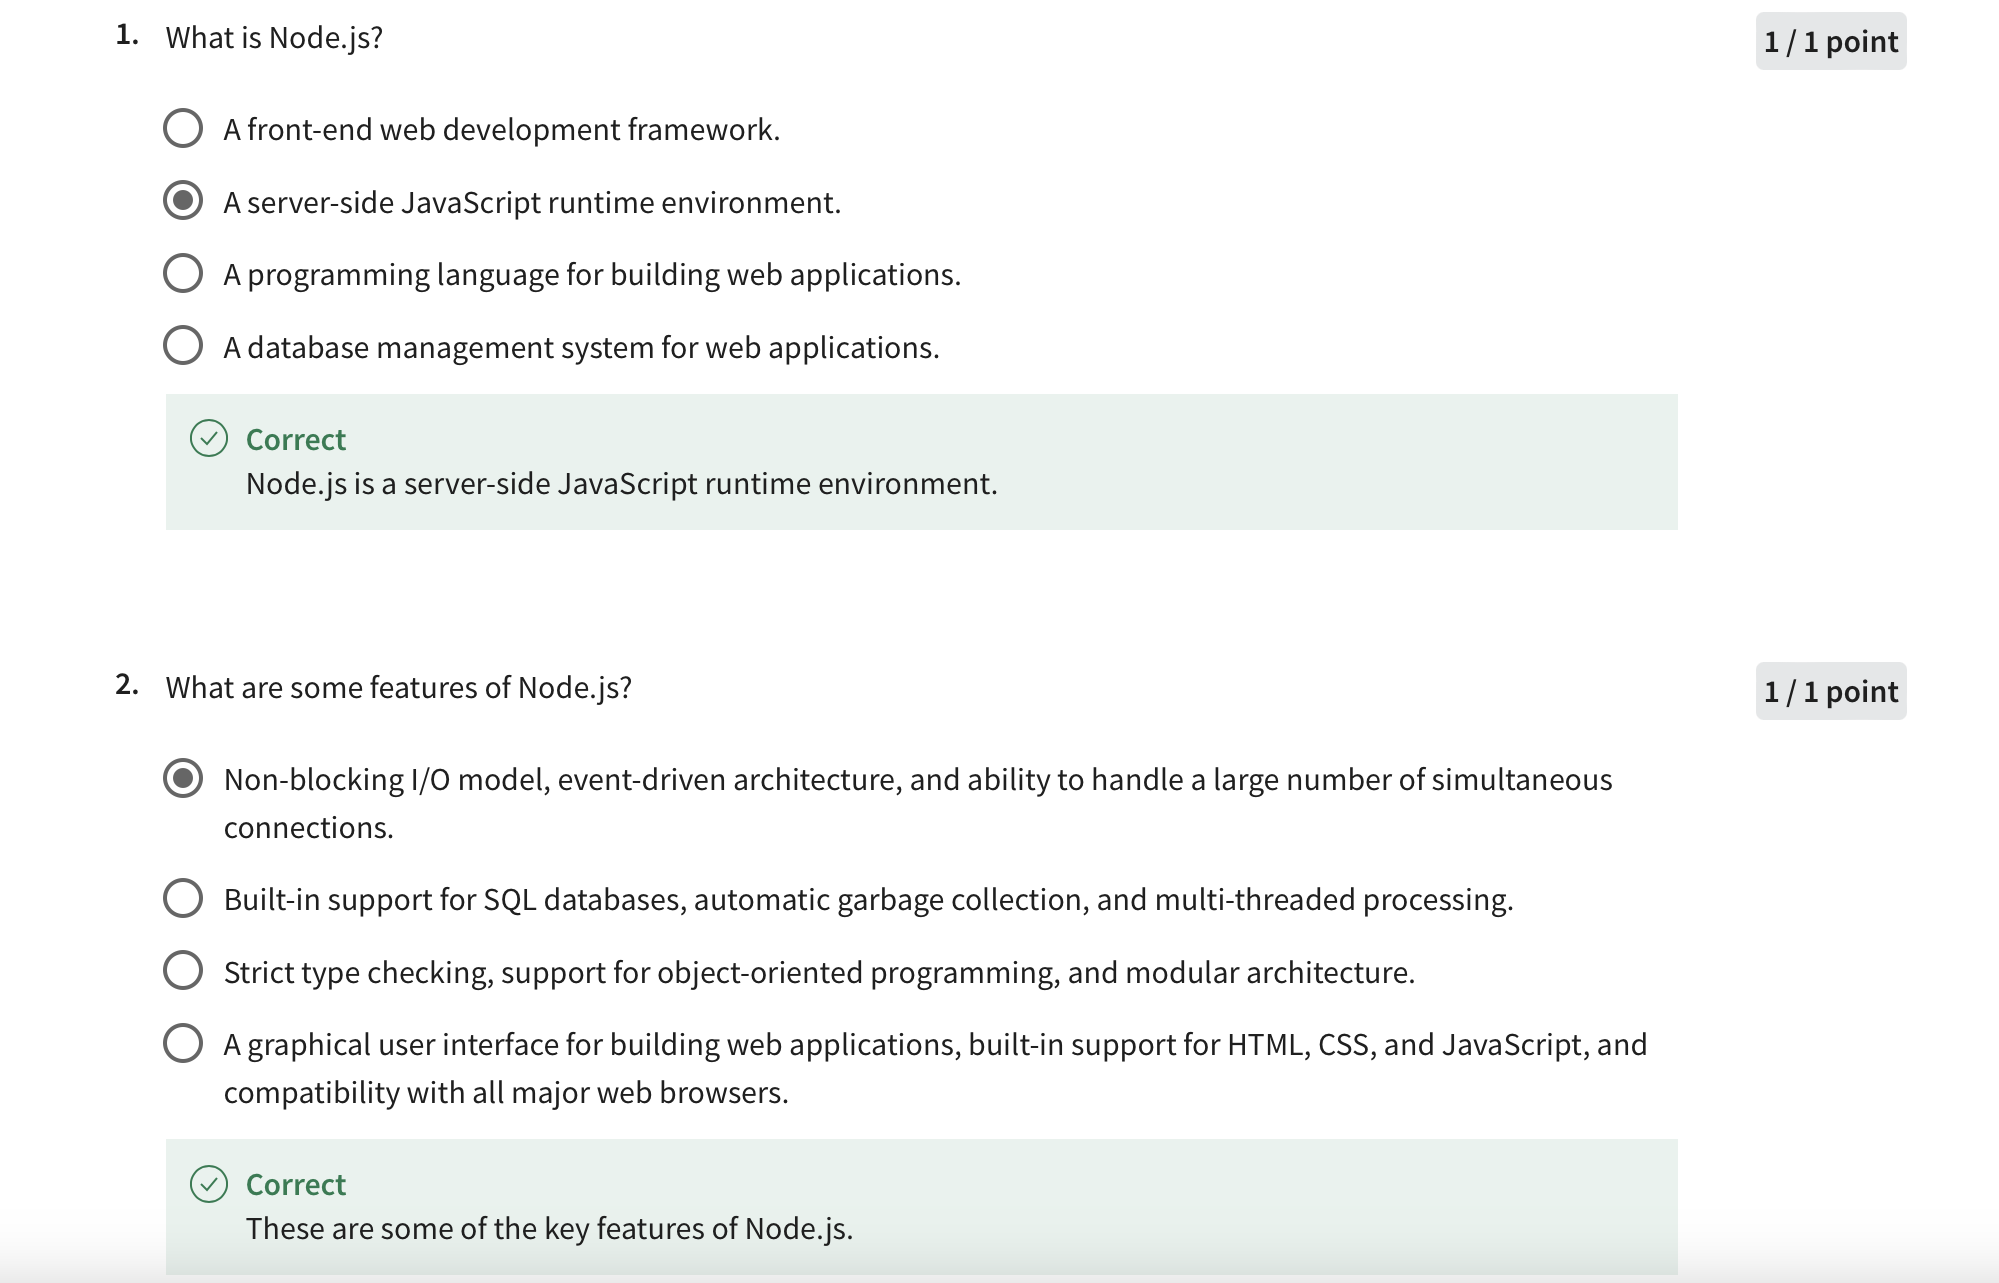 1. What is Node.js?
1 / 1 point
A front-end web development framework.
A server-side JavaScript runtime environment.
A programming language for building web applications.
A database management system for web applications.
Correct
Node.js is a server-side JavaScript runtime environment.
2. What are some features of Node.js?
1 / 1 point
Non-blocking I/O model, event-driven architecture, and ability to handle a large number of simultaneous
connections.
Built-in support for SQL databases, automatic garbage collection, and multi-threaded processing.
Strict type checking, support for object-oriented programming, and modular architecture.
A graphical user interface for building web applications, built-in support for HTML, CSS, and JavaScript, and
compatibility with all major web browsers.
Correct
These are some of the key features of Node.js.